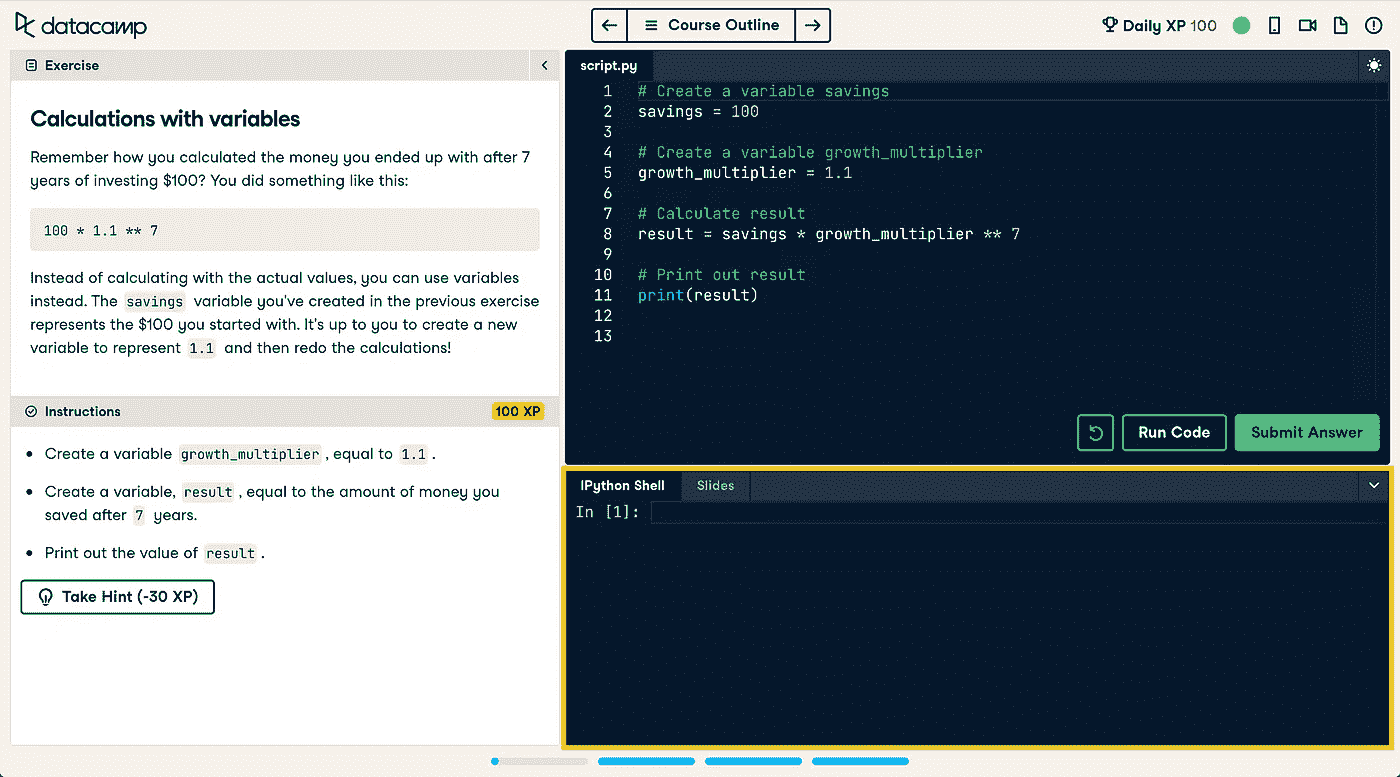 datacamp
Course Outline
Daily XP 100
Exercise
Calculations with variables
Remember how you calculated the money you ended up with after 7
years of investing $100? You did something like this:
100 * 1.1 ** 7
Instead of calculating with the actual values, you can use variables
instead. The savings variable you've created in the previous exercise
represents the $100 you started with. It's up to you to create a new
variable to represent 1.1 and then redo the calculations!
Instructions
100 XP
• Create a variable growth_multiplier, equal to 1.1.
• Create a variable, result, equal to the amount of money you
saved after 7 years.
• Print out the value of result.
Take Hint (-30 XP)
script.py
1 # Create a variable savings
2 savings = 100
3
4 # Create a variable growth_multiplier
5 growth_multiplier = 1.1
6
7 # Calculate result
8 result = savings * growth_multiplier ** 7
9
10 # Print out result
11 print(result)
12
13
Run Code
Submit Answer
IPython Shell
Slides
In [1]: